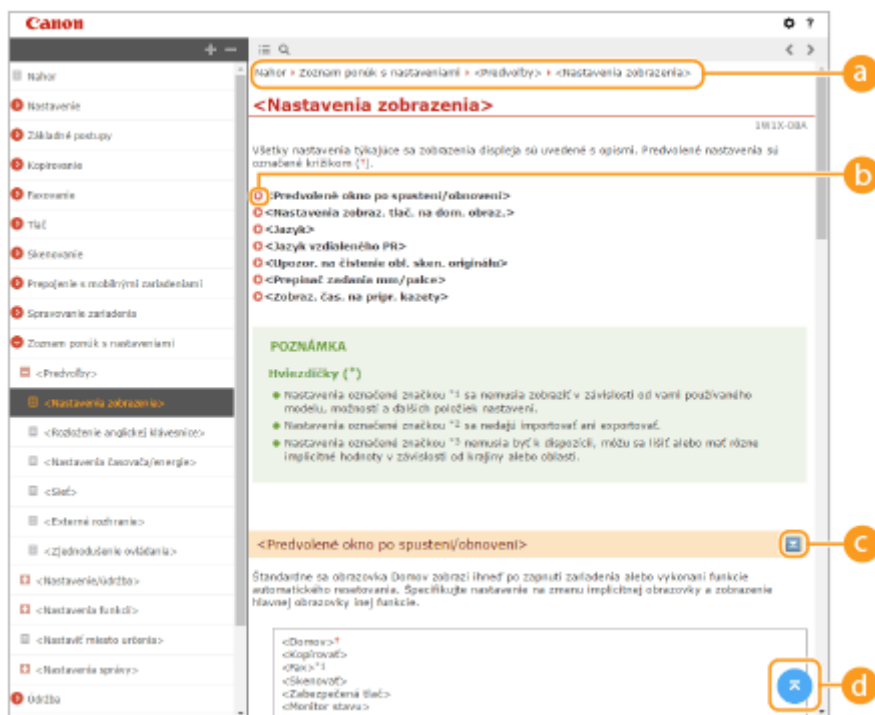 Canon
?
+ −
< >
Nahor
Nastavenie
Základné postupy
Kopírovanie
Faxovanie
Tlač
Skenovanie
Prepojenie s mobilnými zariadeniami
Spravovanie zariadenia
Zoznam ponúk s nastaveniami
<Predvoľby>
<Nastavenia zobrazenia>
<Rozloženie anglickej klávesnice>
<Nastavenia časovača/energie>
<Sieť>
<Externé rozhranie>
<Zjednodušenie ovládania>
<Nastavenie/údržba>
<Nastavenia funkcií>
<Nastaviť miesto určenia>
<Nastavenia správy>
Údržba
Nahor › Zoznam ponúk s nastaveniami › <Predvoľby> › <Nastavenia zobrazenia>
a
<Nastavenia zobrazenia>
1W1X-08A
Všetky nastavenia týkajúce sa zobrazenia displeja sú uvedené s opismi. Predvolené nastavenia sú
označené krížikom (*).
b
<Predvolené okno po spustení/obnovení>
<Nastavenia zobraz. tlač. na dom. obraz.>
<Jazyk>
<Jazyk vzdialeného PR>
<Upozor. na čistenie obl. sken. originálu>
<Prepínač zadania mm/palce>
<Zobraz. čas. na prípr. kazety>
POZNÁMKA
Hviezdičky (*)
Nastavenia označené značkou *1 sa nemusia zobraziť v závislosti od vami používaného
modelu, možností a ďalších položiek nastavení.
Nastavenia označené značkou *2 sa nedajú importovať ani exportovať.
Nastavenia označené značkou *3 nemusia byť k dispozícii, môžu sa líšiť alebo mať rôzne
implicitné hodnoty v závislosti od krajiny alebo oblasti.
<Predvolené okno po spustení/obnovení>
c
Štandardne sa obrazovka Domov zobrazí ihneď po zapnutí zariadenia alebo vykonaní funkcie
automatického resetovania. Špecifikujte nastavenie na zmenu implicitnej obrazovky a zobrazenie
hlavnej obrazovky inej funkcie.
<Domov>*
<Kopírovať>
<Fax>*1
<Skenovať>
<Zabezpečená tlač>
<Monitor stavu>
d